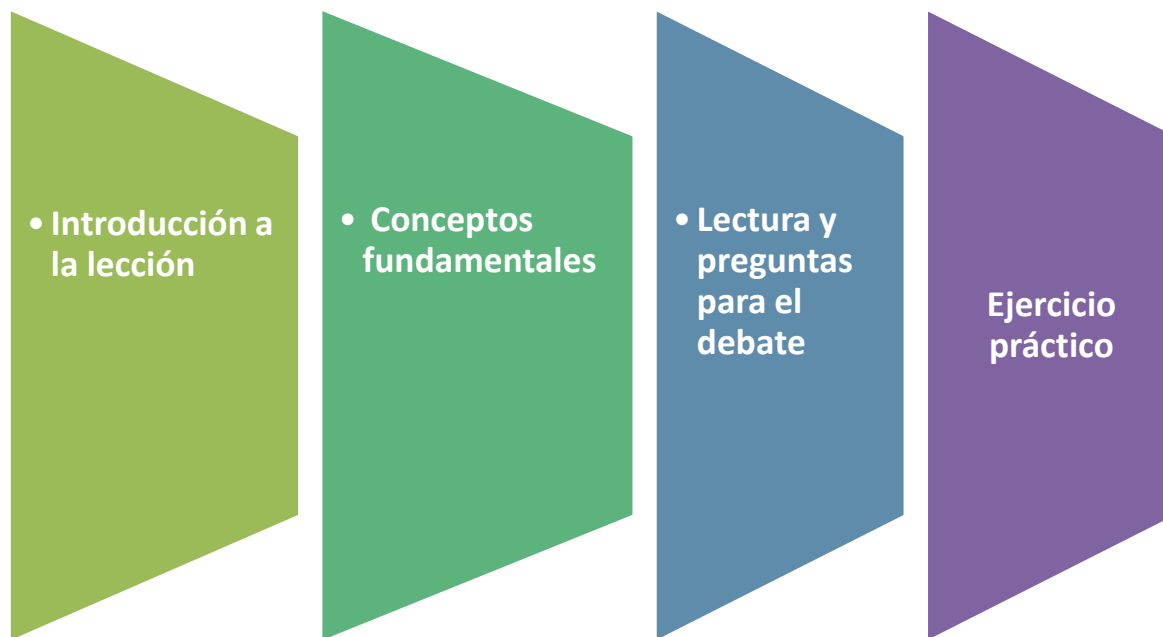 • Introducción a
la lección
• Conceptos
fundamentales
• Lectura y
preguntas
para el
debate
Ejercicio
práctico